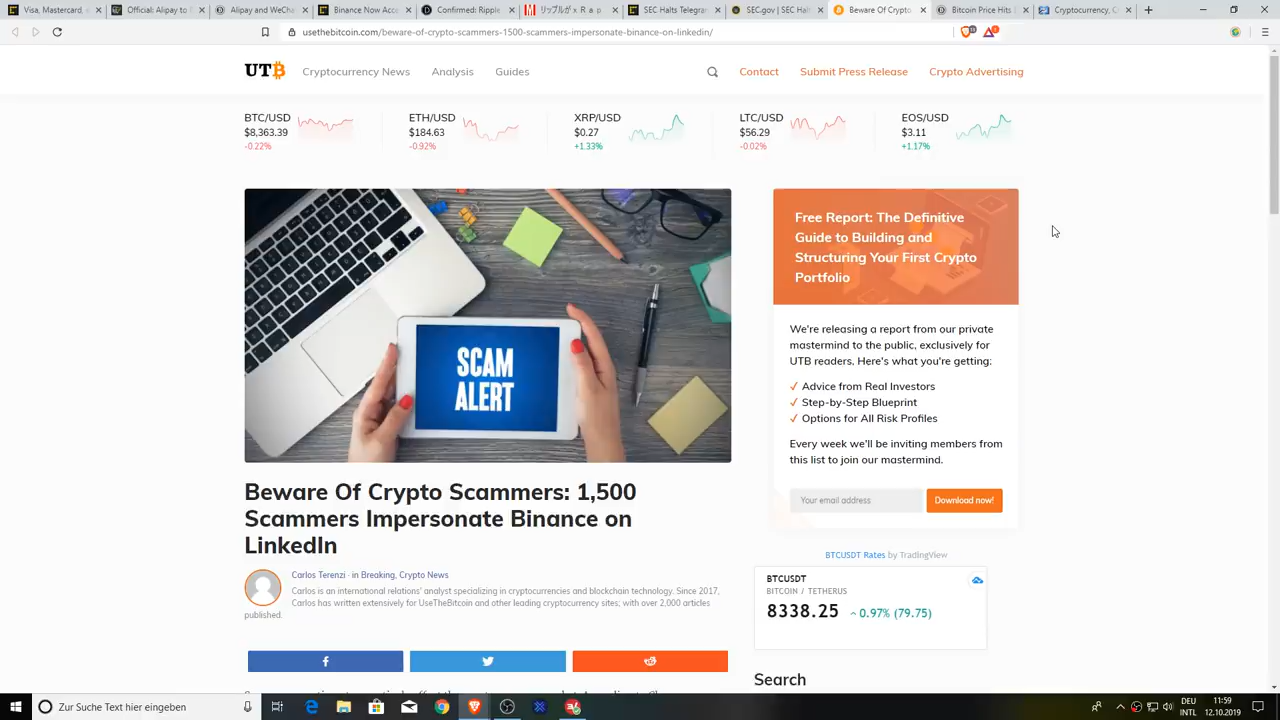 Visa, Mastercard, e
Official: Alipay to B
Alipay and WeChat
Binance Now Acce
Confirmed: Ripple
リップルが×Ｒａｐ
SEC Halts Telegran
SEC.gov | SEC Hal
Beware Of Crypto
Bitcoin Price Hits
Cryptocurrency, C
usethebitcoin.com/beware-of-crypto-scammers-1500-scammers-impersonate-binance-on-linkedin/
UTB
Cryptocurrency News
Analysis
Guides
Contact
Submit Press Release
Crypto Advertising
BTC/USD
$8,363.39
-0.22%
ETH/USD
$184.63
-0.92%
XRP/USD
$0.27
+1.33%
LTC/USD
$56.29
-0.02%
EOS/USD
$3.11
+1.17%
SCAM
ALERT
Beware Of Crypto Scammers: 1,500
Scammers Impersonate Binance on
LinkedIn
Carlos Terenzi · in Breaking, Crypto News
Carlos is an international relations' analyst specializing in cryptocurrencies and blockchain technology. Since 2017,
Carlos has written extensively for UseTheBitcoin and other leading cryptocurrency sites; with over 2,000 articles
published.
Free Report: The Definitive
Guide to Building and
Structuring Your First Crypto
Portfolio
We're releasing a report from our private
mastermind to the public, exclusively for
UTB readers. Here's what you're getting:
✓ Advice from Real Investors
✓ Step-by-Step Blueprint
✓ Options for All Risk Profiles
Every week we'll be inviting members from
this list to join our mastermind.
Your email address
Download now!
BTCUSDT Rates by TradingView
BTCUSDT
BITCOIN / TETHERUS
8338.25
0.97% (79.75)
Search
Zur Suche Text hier eingeben
DEU
INTL
11:59
12.10.2019